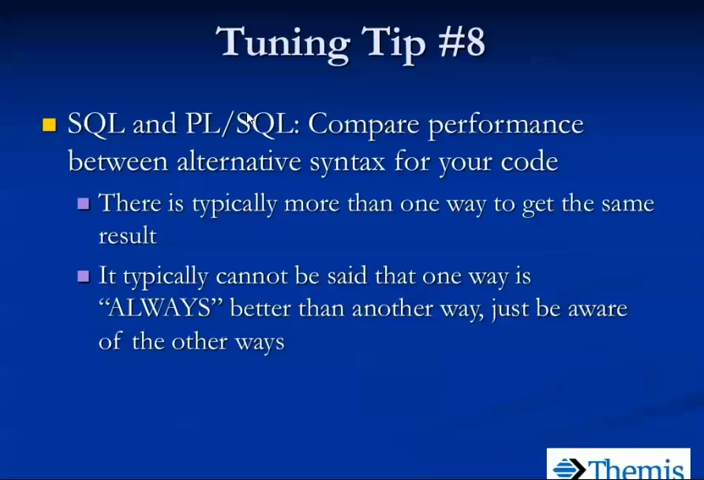 Tuning Tip #8
SQL and PL/SQL: Compare performance
between alternative syntax for your code
There is typically more than one way to get the same
result
It typically cannot be said that one way is
“ALWAYS” better than another way, just be aware
of the other ways
Themis